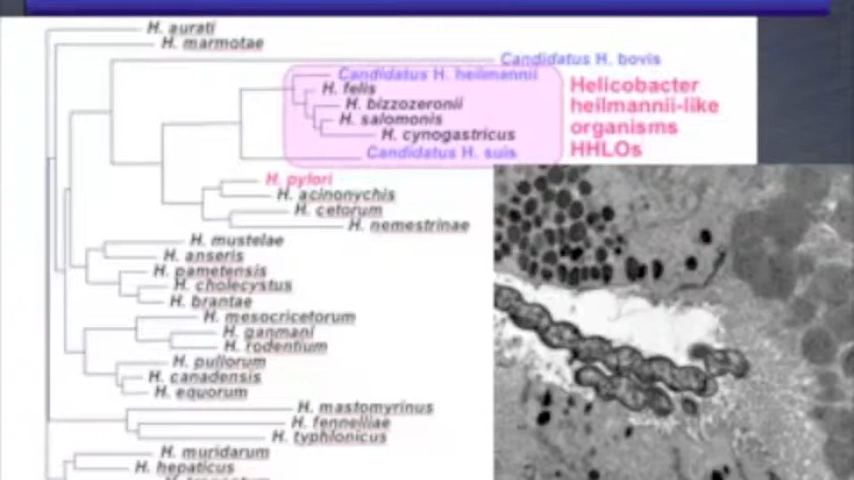 H. aurati
H. marmotae
Candidatus H. bovis
Candidatus H. heilmannii
H. felis
H. bizzozeronii
H. salomonis
H. cynogastricus
Candidatus H. suis
Helicobacter
heilmannii-like
organisms
HHLOs
H. pylori
H. acinonychis
H. cetorum
H. nemestrinae
H. mustelae
H. anseris
H. pametensis
H. cholecystus
H. brantae
H. mesocricetorum
H. ganmani
H. rodentium
H. pullorum
H. canadensis
H. equorum
H. mastomyrinus
H. fennelliae
H. typhlonicus
H. muridarum
H. hepaticus